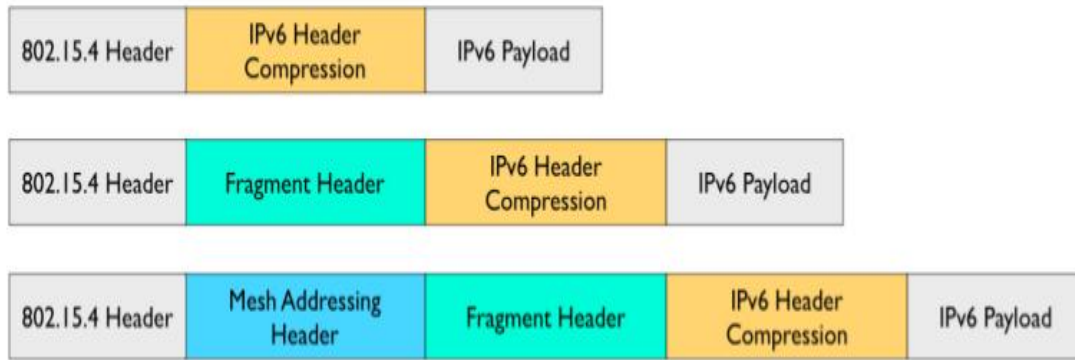 802.15.4 Header
IPv6 Header
Compression
IPv6 Payload
802.15.4 Header
Fragment Header
IPv6 Header
Compression
IPv6 Payload
802.15.4 Header
Mesh Addressing
Header
Fragment Header
IPv6 Header
Compression
IPv6 Payload